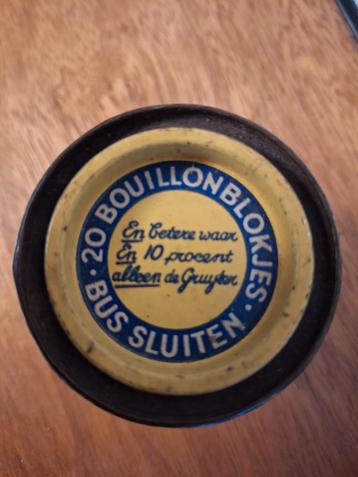 · 20 BOUILLONBLOKJES ·
BUS SLUITEN
En betere waar
En 10 procent
alleen de Gruyter